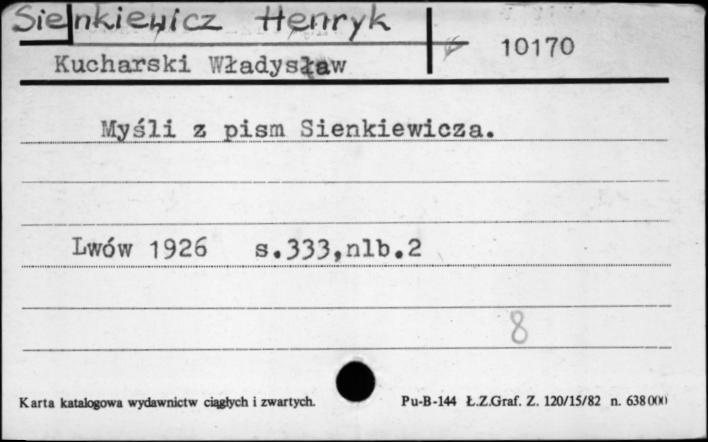 Sienkiewicz Henryk
10170
Kucharski Władysław
Myśli z pism Sienkiewicza.
Lwów 1926 s.333,nlb.2
8
Karta katalogowa wydawnictw ciągłych i zwartych. Pu-B-144 Ł.Z.Graf. Z. 120/15/82 n. 638000